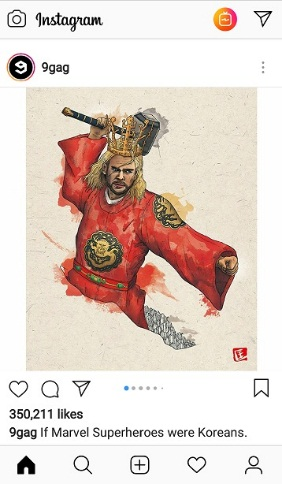 Instagram
9gag
350,211 likes
9gag If Marvel Superheroes were Koreans.